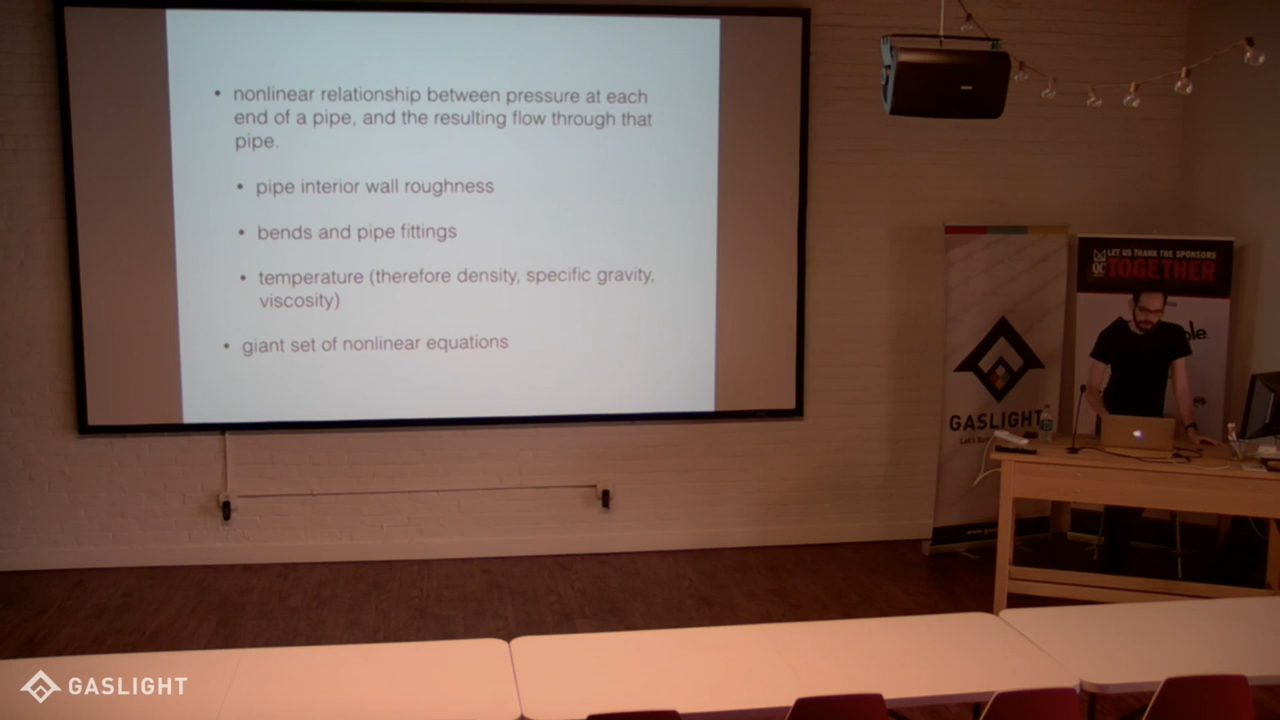 • nonlinear relationship between pressure at each
end of a pipe, and the resulting flow through that
pipe.
• pipe interior wall roughness
• bends and pipe fittings
• temperature (therefore density, specific gravity,
viscosity)
• giant set of nonlinear equations
LET US THANK THE SPONSORS
QC
TOGETHER
GASLIGHT
Let's
GASLIGHT